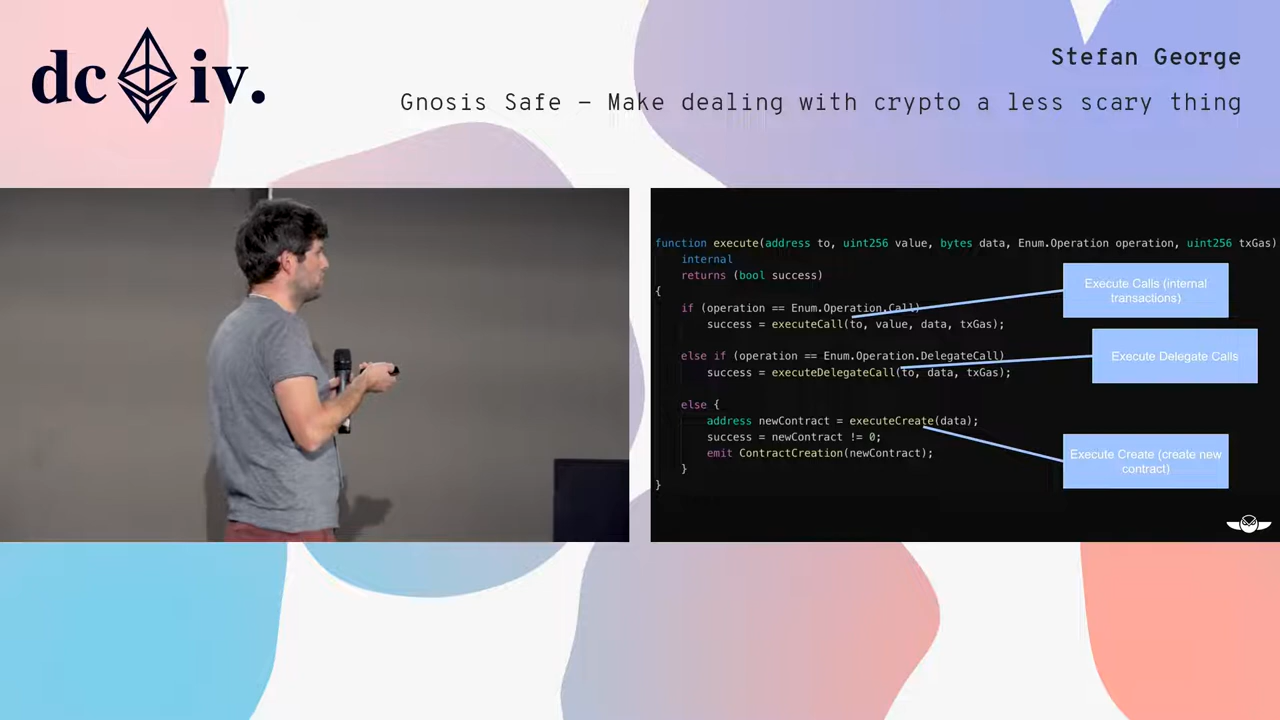 dc iv.
Stefan George
Gnosis Safe – Make dealing with crypto a less scary thing
function execute(address to, uint256 value, bytes data, Enum.Operation operation, uint256 txGas)
internal
returns (bool success)
{
if (operation == Enum.Operation.Call)
success = executeCall(to, value, data, txGas);
else if (operation == Enum.Operation.DelegateCall)
success = executeDelegateCall(to, data, txGas);
else {
address newContract = executeCreate(data);
success = newContract != 0;
emit ContractCreation(newContract);
}
}
Execute Calls (internal
transactions)
Execute Delegate Calls
Execute Create (create new
contract)